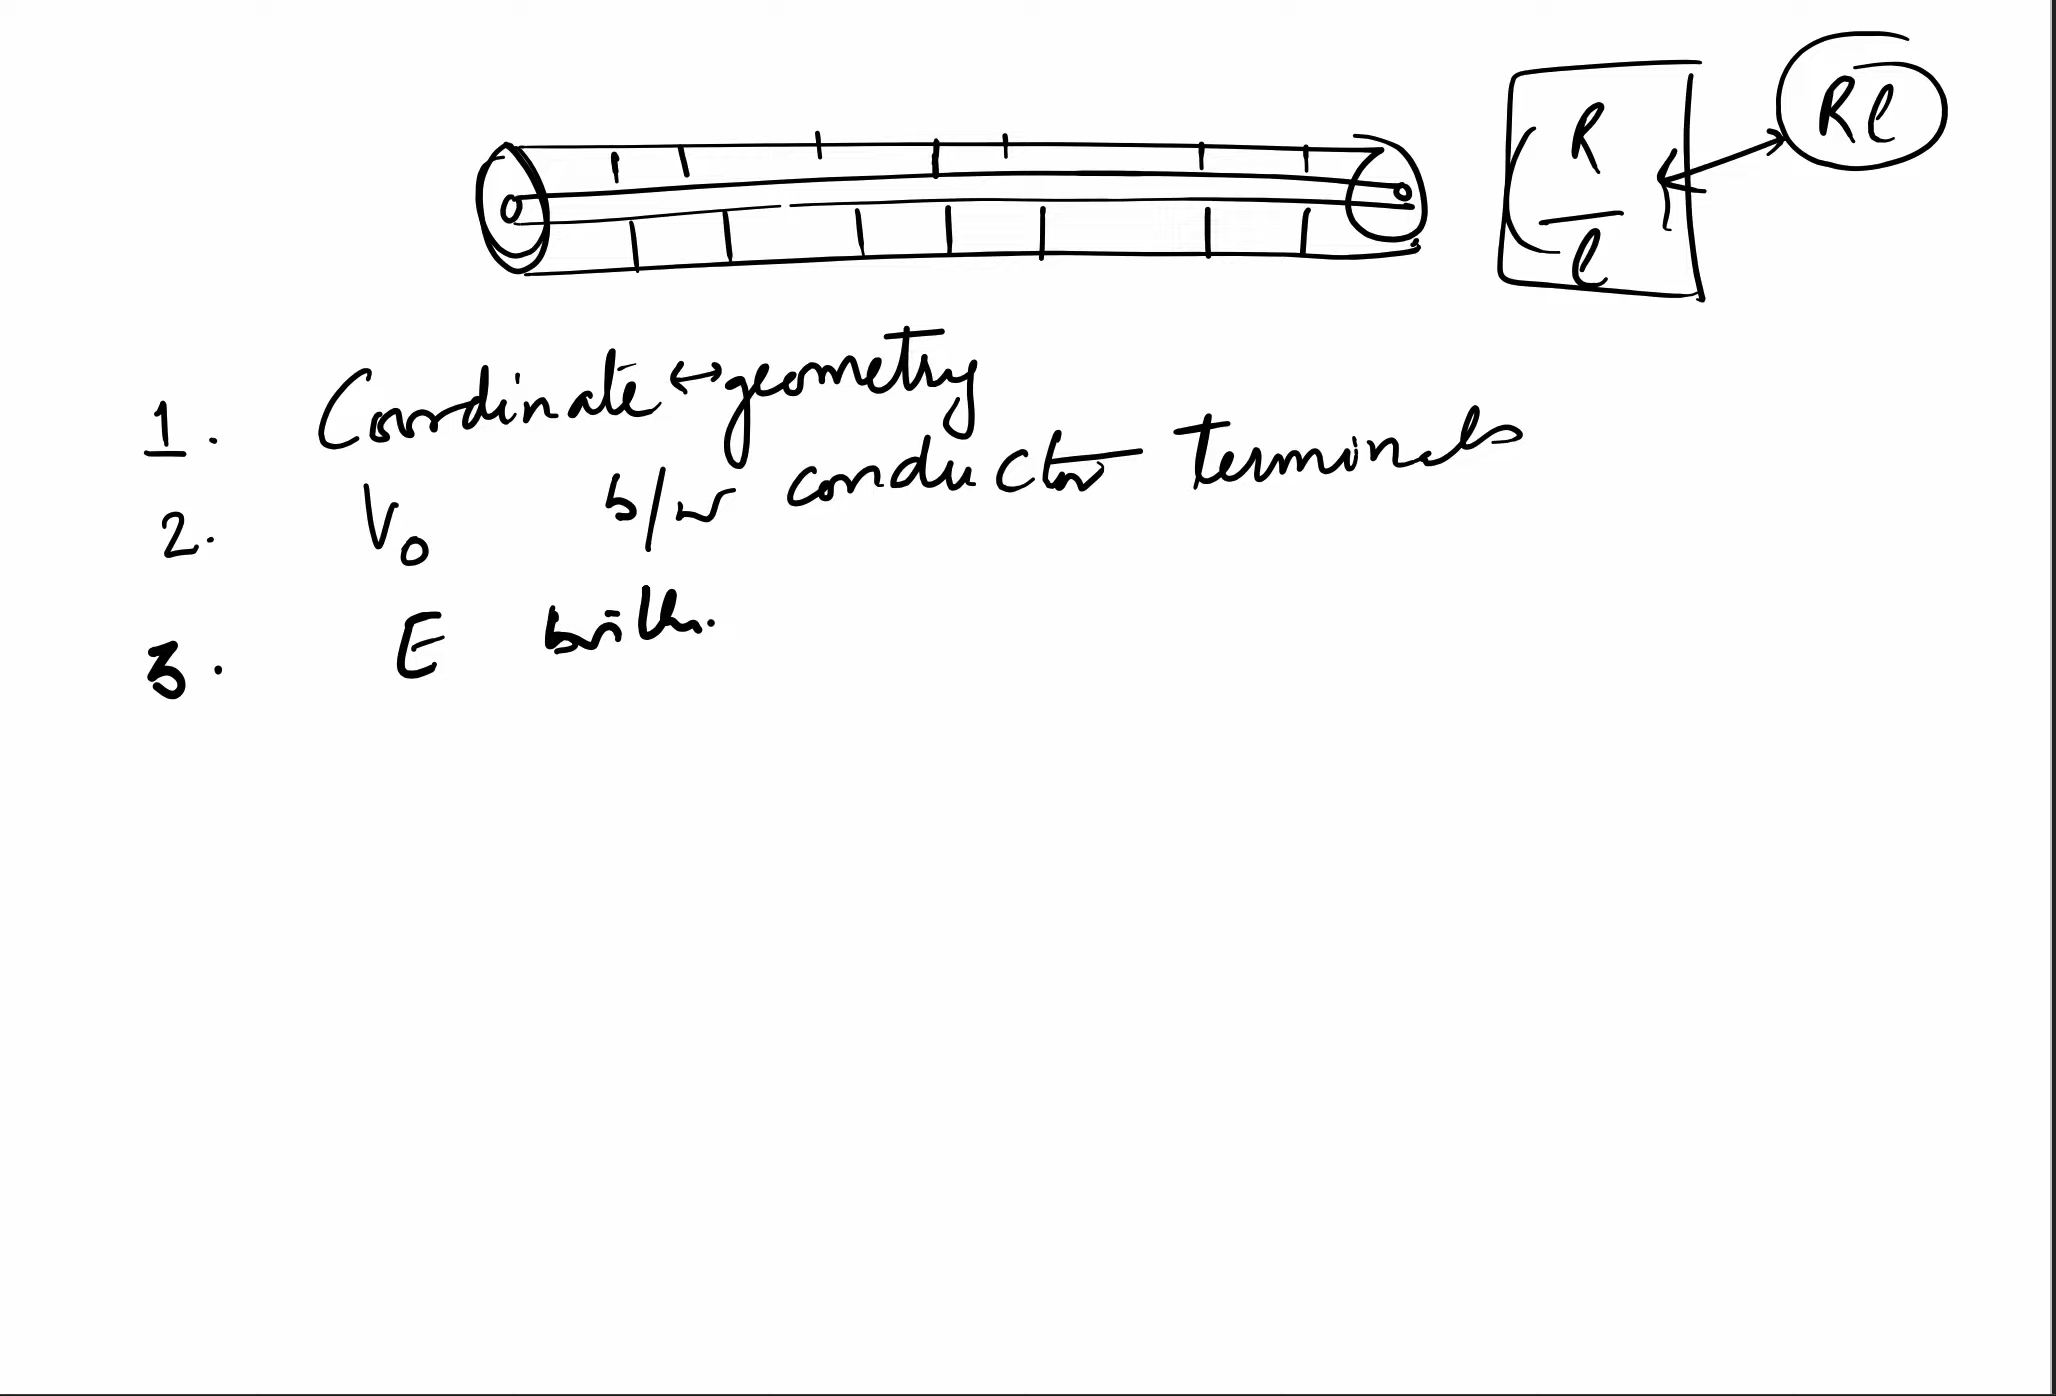 R
l
Rl
1. Coordinate ↔ geometry
2. V₀ b/w conductor terminals
3. E